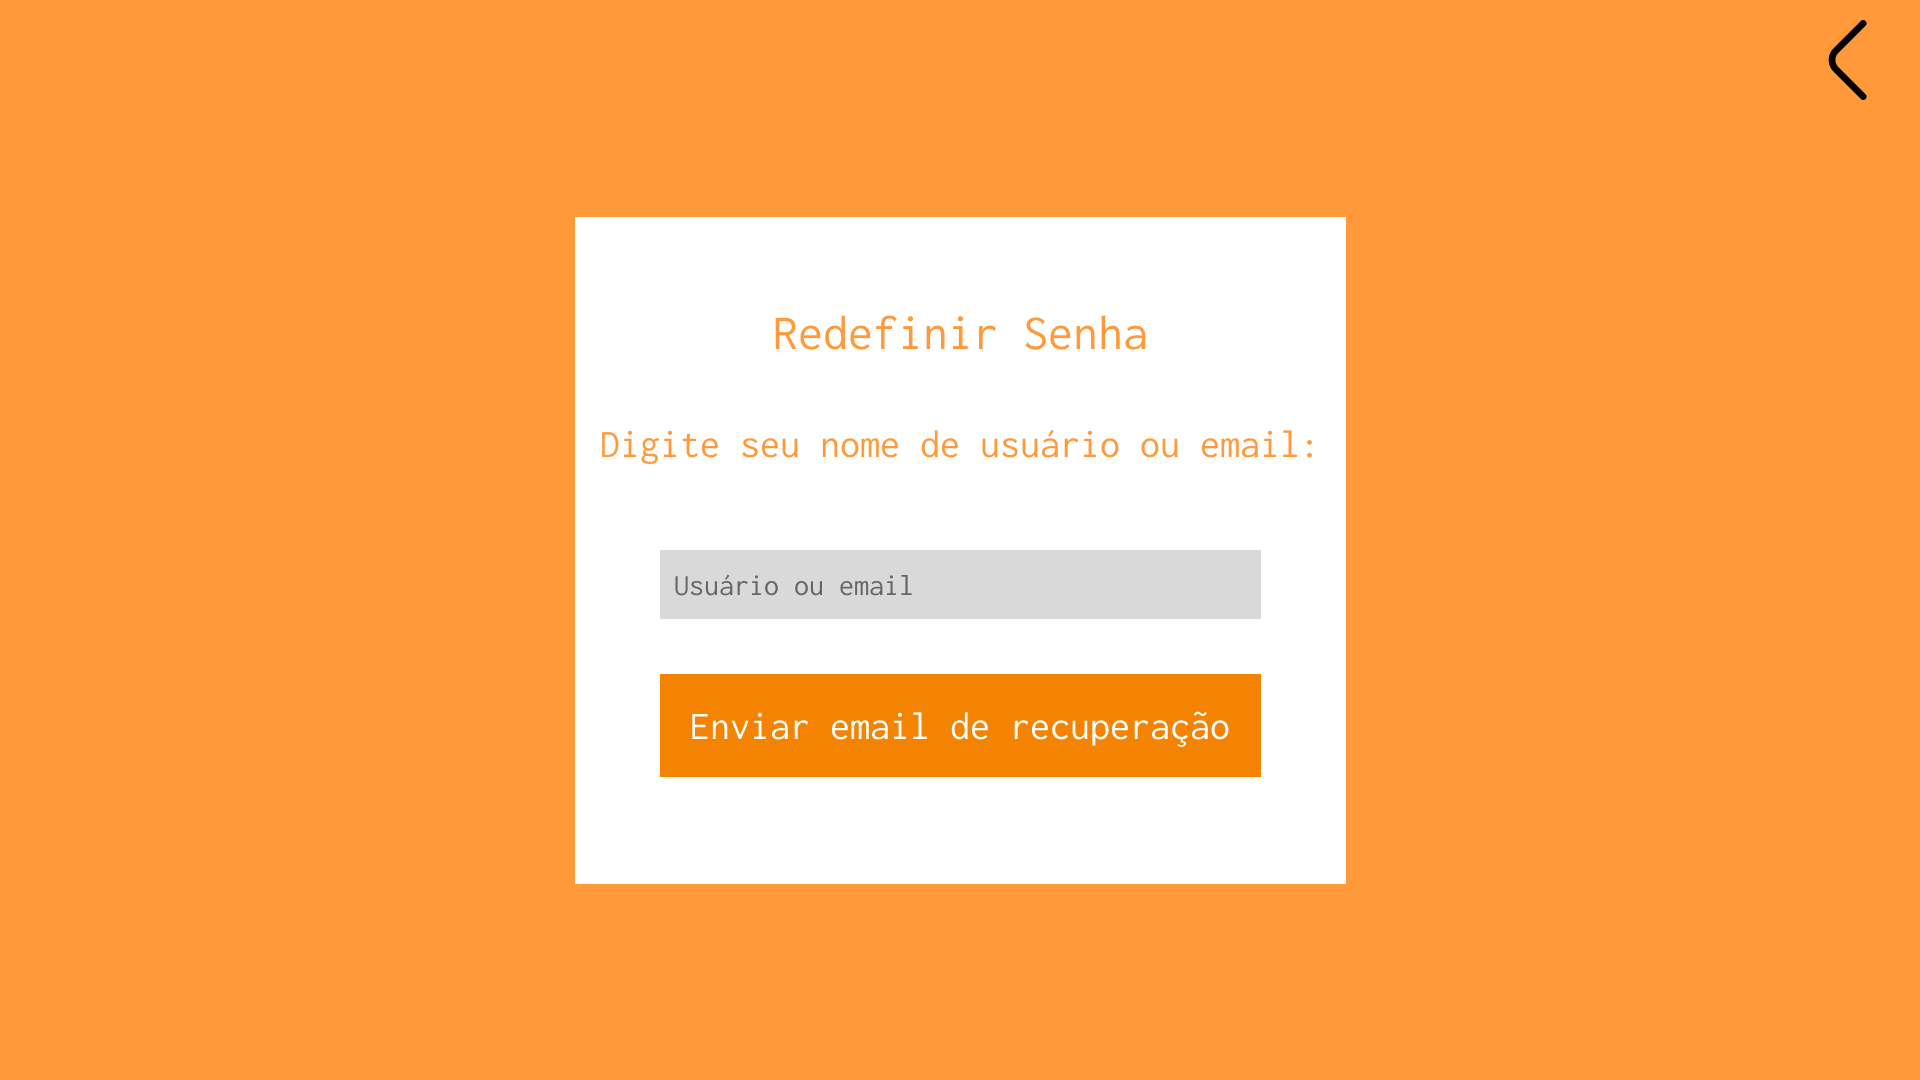 Redefinir Senha
Digite seu nome de usuário ou email:
Usuário ou email
Enviar email de recuperação